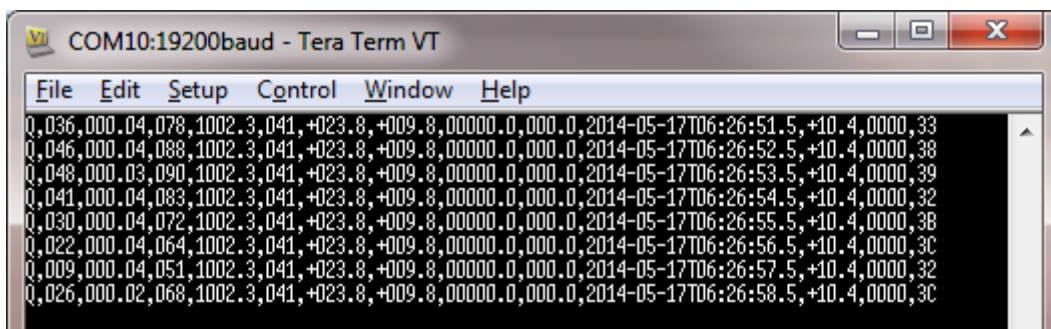 COM10:19200baud - Tera Term VT
File Edit Setup Control Window Help
Q,036,000.04,078,1002.3,041,+023.8,+009.8,00000.0,000.0,2014-05-17T06:26:51.5,+10.4,0000,33
Q,046,000.04,088,1002.3,041,+023.8,+009.8,00000.0,000.0,2014-05-17T06:26:52.5,+10.4,0000,38
Q,048,000.03,090,1002.3,041,+023.8,+009.8,00000.0,000.0,2014-05-17T06:26:53.5,+10.4,0000,39
Q,041,000.04,083,1002.3,041,+023.8,+009.8,00000.0,000.0,2014-05-17T06:26:54.5,+10.4,0000,32
Q,030,000.04,072,1002.3,041,+023.8,+009.8,00000.0,000.0,2014-05-17T06:26:55.5,+10.4,0000,3B
Q,022,000.04,064,1002.3,041,+023.8,+009.8,00000.0,000.0,2014-05-17T06:26:56.5,+10.4,0000,3C
Q,009,000.04,051,1002.3,041,+023.8,+009.8,00000.0,000.0,2014-05-17T06:26:57.5,+10.4,0000,32
Q,026,000.02,068,1002.3,041,+023.8,+009.8,00000.0,000.0,2014-05-17T06:26:58.5,+10.4,0000,3C